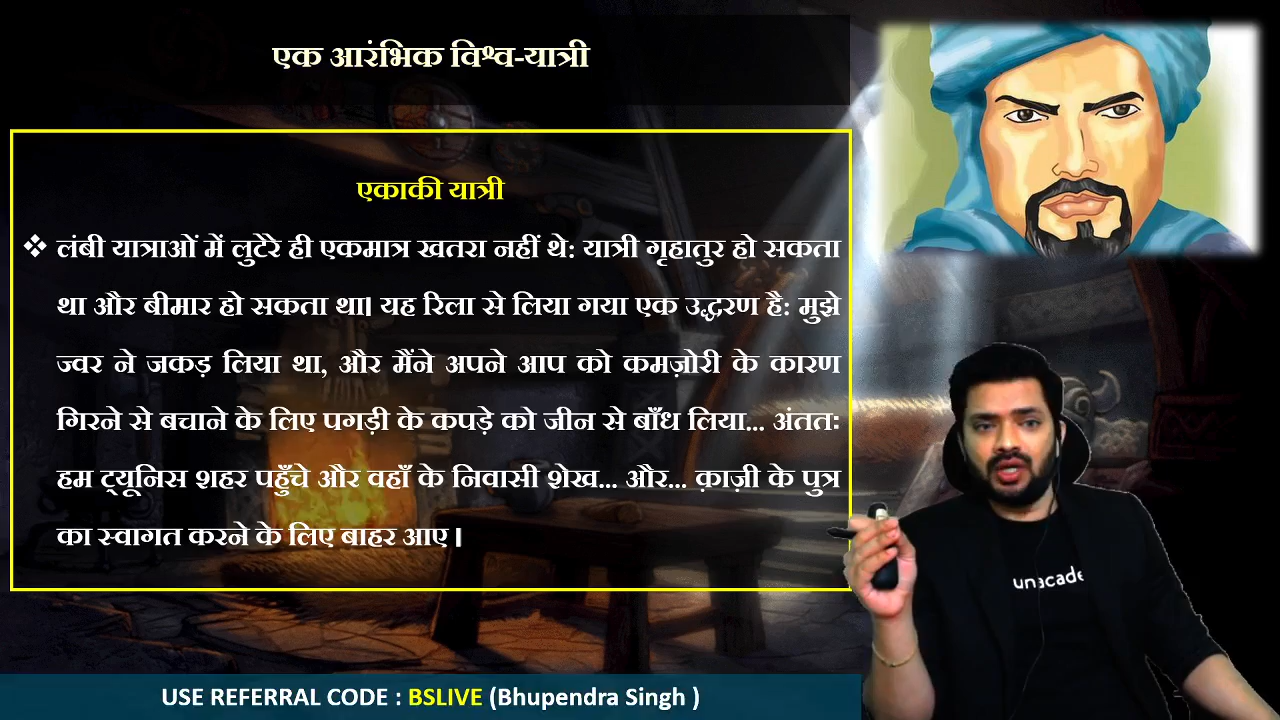 एक आरंभिक विश्व-यात्री
एकाकी यात्री
❖ लंबी यात्राओं में लुटेरे ही एकमात्र खतरा नहीं थे: यात्री गृहातुर हो सकता
था और बीमार हो सकता था। यह रिला से लिया गया एक उद्धरण है: मुझे
ज्वर ने जकड़ लिया था, और मैंने अपने आप को कमज़ोरी के कारण
गिरने से बचाने के लिए पगड़ी के कपड़े को जीन से बाँध लिया... अंततः
हम ट्यूनिस शहर पहुँचे और वहाँ के निवासी शेख... और... क़ाज़ी के पुत्र
का स्वागत करने के लिए बाहर आए ।
unacade
USE REFERRAL CODE : BSLIVE (Bhupendra Singh )